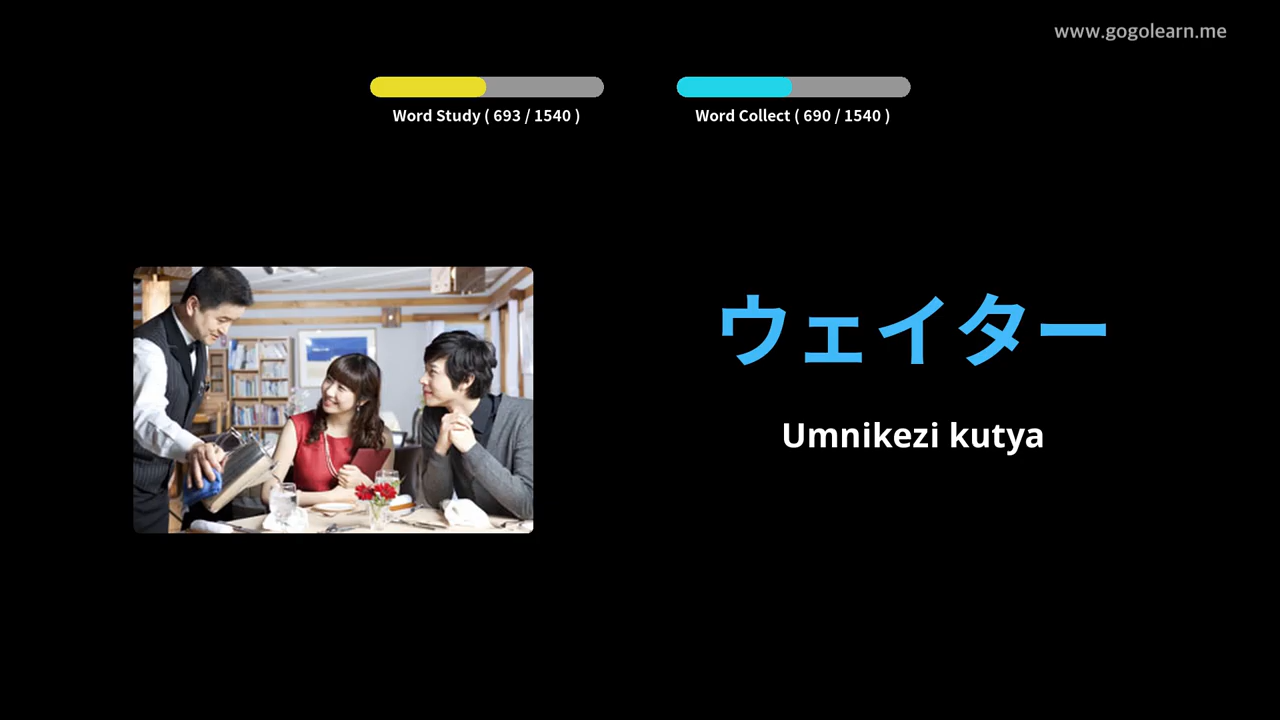 www.gogolearn.me
Word Study ( 693 / 1540 )
Word Collect ( 690 / 1540 )
ウェイター
Umnikezi kutya